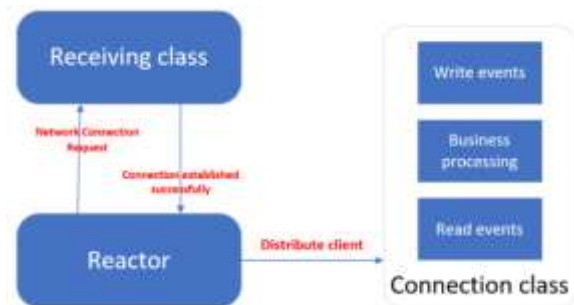 Receiving class
Network Connection
Request
Connection established
successfully
Reactor
Distribute client
Write events
Business
processing
Read events
Connection class